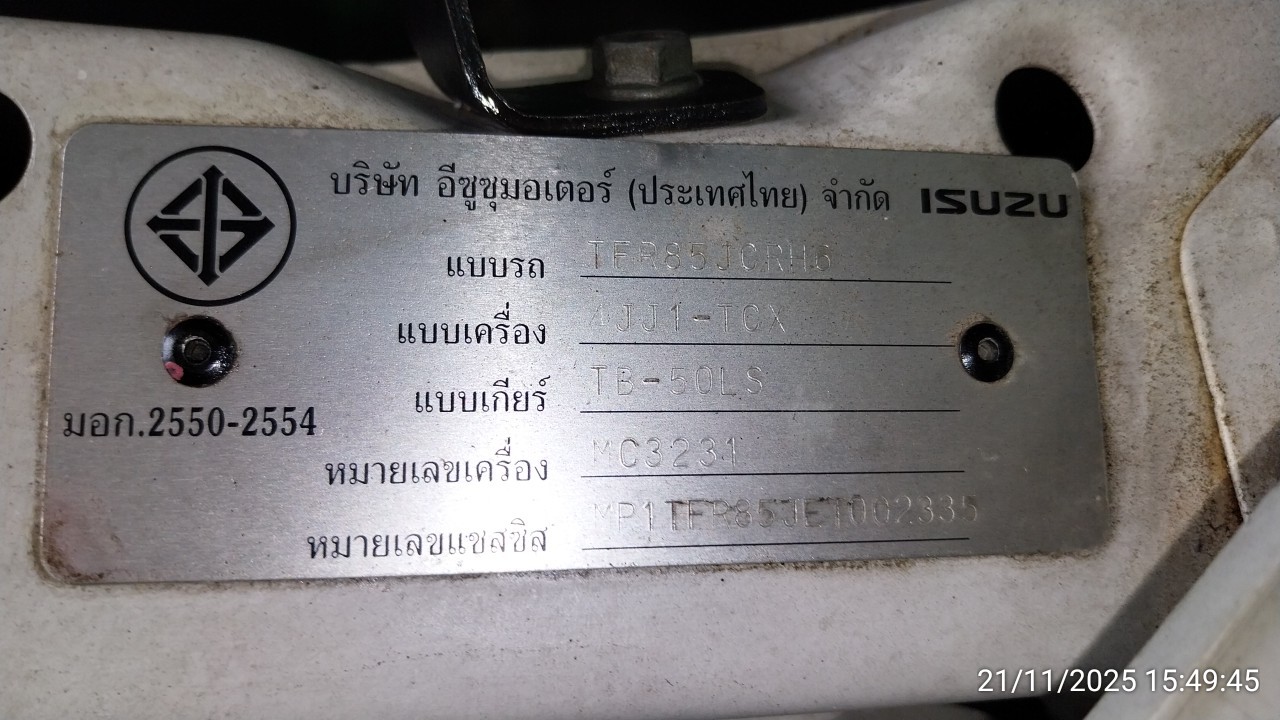 บริษัท อีซูซุมอเตอร์ (ประเทศไทย) จำกัด ISUZU
แบบรถ TFR85JCRH6
แบบเครื่อง 4JJ1-TCX
แบบเกียร์ TB-50LS
มอก.2550-2554
หมายเลขเครื่อง MC3231
หมายเลขแชสซิส MP1TFR85JET002335
21/11/2025 15:49:45